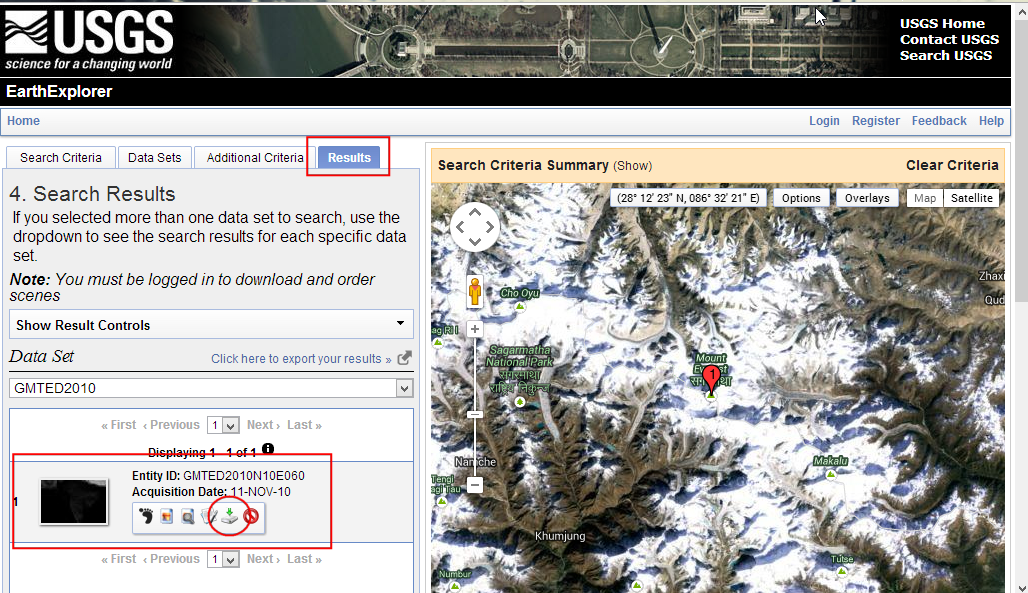 USGS
science for a changing world
USGS Home
Contact USGS
Search USGS
EarthExplorer
Home
Login Register Feedback Help
Search Criteria Data Sets Additional Criteria Results
4. Search Results
If you selected more than one data set to search, use the
dropdown to see the search results for each specific data
set.
Note: You must be logged in to download and order
scenes
Show Result Controls
Data Set Click here to export your results »
GMTED2010
« First ‹ Previous 1 Next › Last »
Displaying 1 - 1 of 1
1
Entity ID: GMTED2010N10E060
Acquisition Date: 11-NOV-10
« First ‹ Previous 1 Next › Last »
Search Criteria Summary (Show) Clear Criteria
(28° 12' 23" N, 086° 32' 21" E) Options Overlays Map Satellite
Cho Oyu
Zhaxi
Qud
ag Ri I
Sagarmatha
National Park
सगरमाथा
राष्ट्रिय निकुञ्ज
Mount
1
Makalu
Namche
Tengi
Tau
Khumjung
Tutse
Numbur